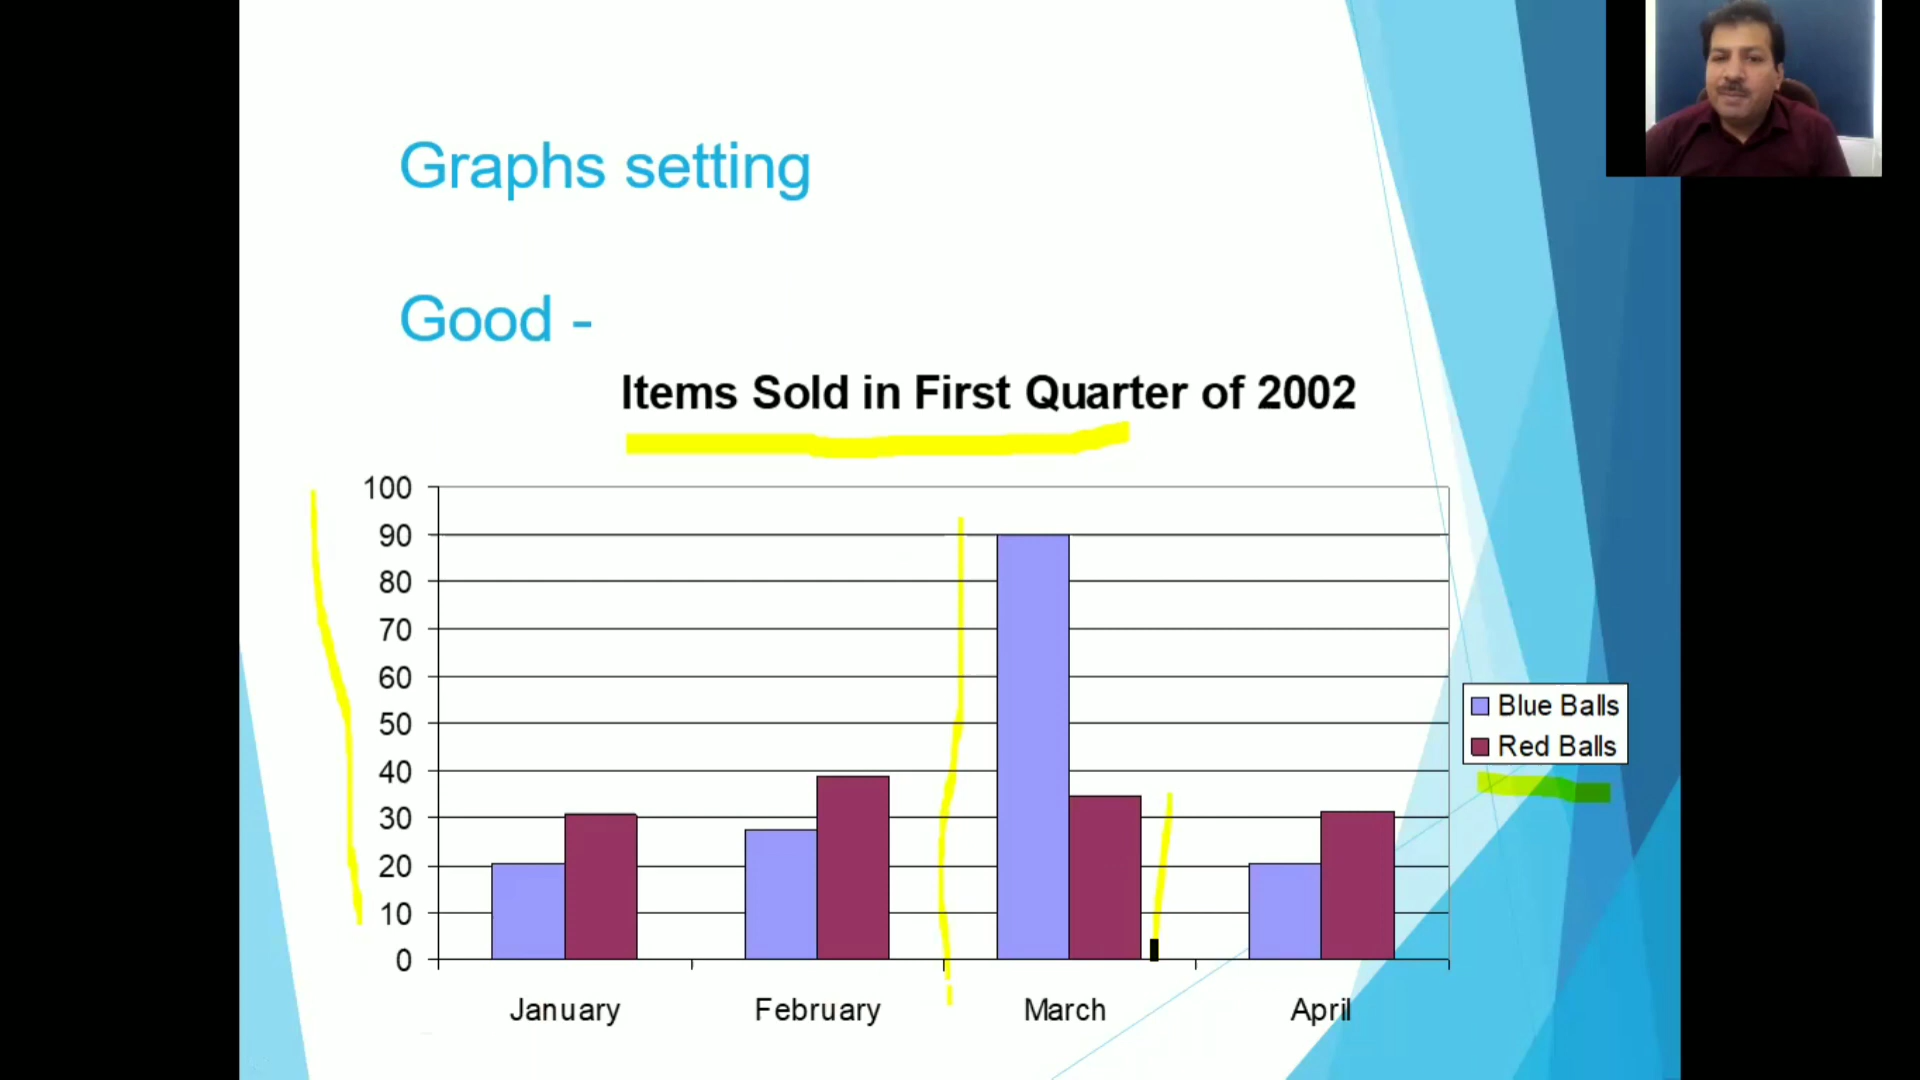 Graphs setting
Good -
Items Sold in First Quarter of 2002
100
90
80
70
60
50
40
30
20
10
0
Blue Balls
Red Balls
January February March April